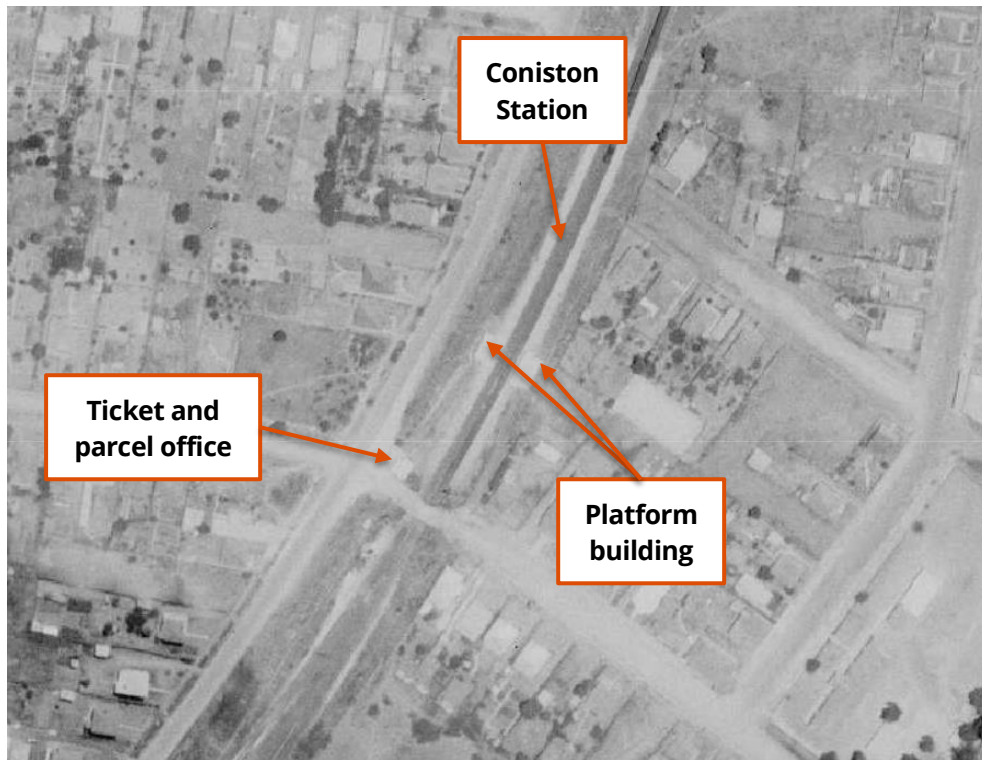 Coniston
Station
Ticket and
parcel office
Platform
building